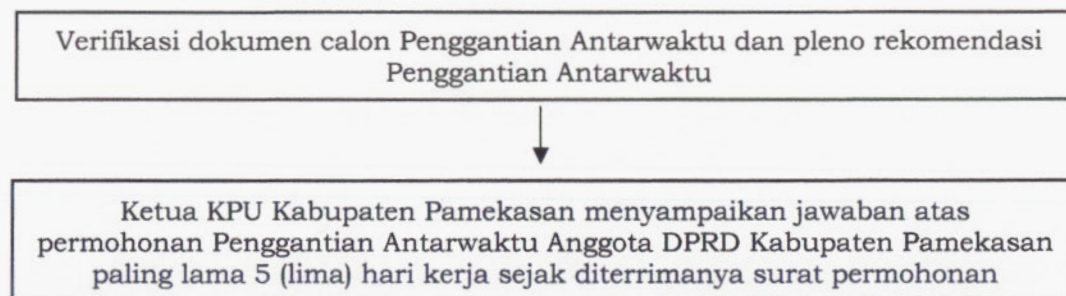 Verifikasi dokumen calon Penggantian Antarwaktu dan pleno rekomendasi
Penggantian Antarwaktu
Ketua KPU Kabupaten Pamekasan menyampaikan jawaban atas
permohonan Penggantian Antarwaktu Anggota DPRD Kabupaten Pamekasan
paling lama 5 (lima) hari kerja sejak diterrimanya surat permohonan